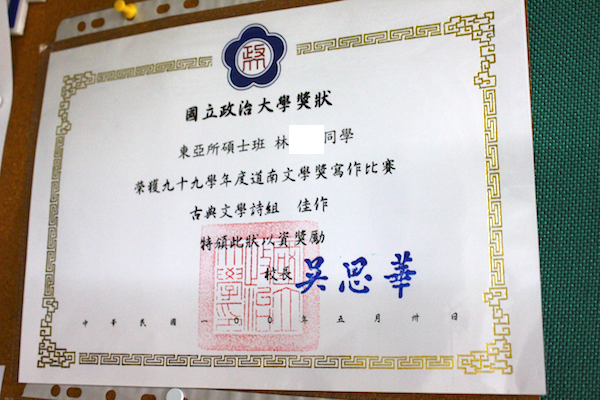 政
國立政治大學獎狀
東亞所碩士班 林 同學
榮獲九十九學年度道南文學獎寫作比賽
古典文學詩組 佳作
特頒此狀以資獎勵
校長 吳思華
中華民國一〇〇年五月卅日